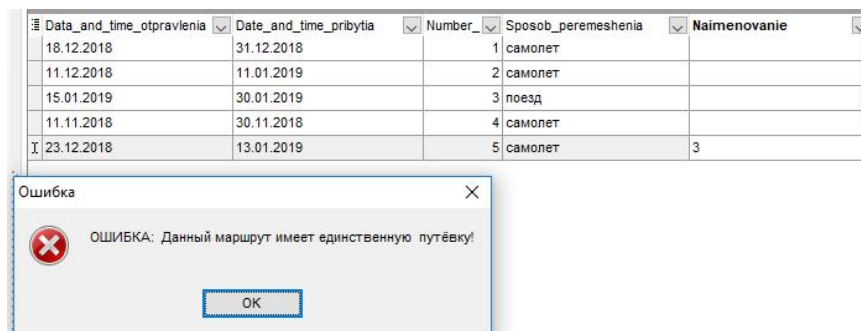 Data_and_time_otpravlenia Date_and_time_pribytia Number_ Sposob_peremeshenia Naimenovanie
18.12.2018 31.12.2018 1 самолет
11.12.2018 11.01.2019 2 самолет
15.01.2019 30.01.2019 3 поезд
11.11.2018 30.11.2018 4 самолет
23.12.2018 13.01.2019 5 самолет 3
Ошибка
ОШИБКА: Данный маршрут имеет единственную путёвку!
OK